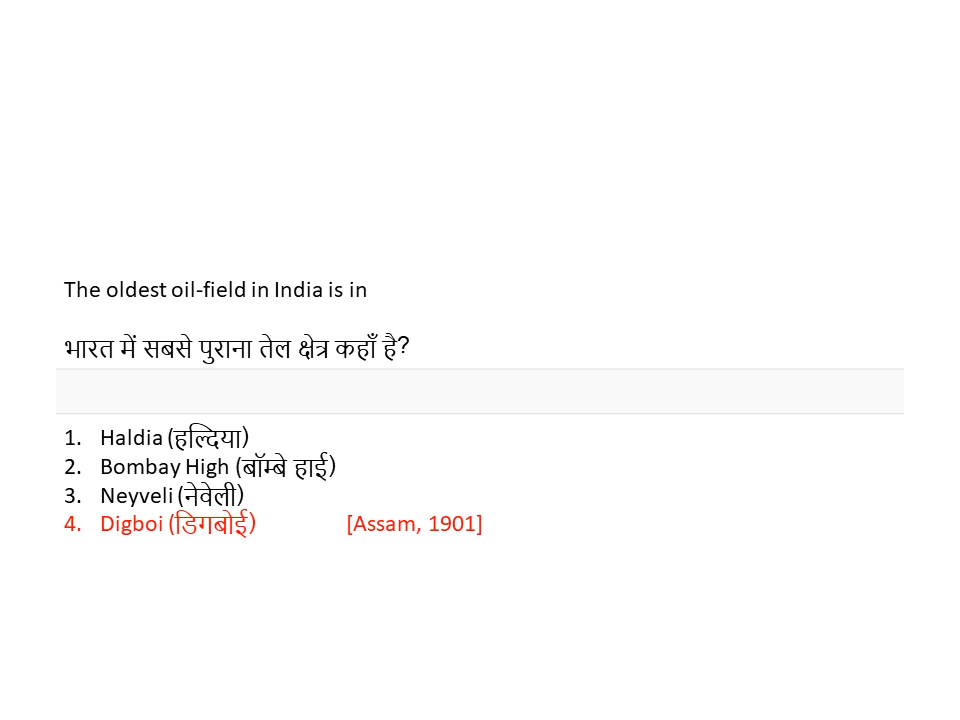 The oldest oil-field in India is in
भारत में सबसे पुराना तेल क्षेत्र कहाँ है?
1. Haldia (हल्दिया)
2. Bombay High (बॉम्बे हाई)
3. Neyveli (नेवेली)
4. Digboi (डिगबोई) [Assam, 1901]